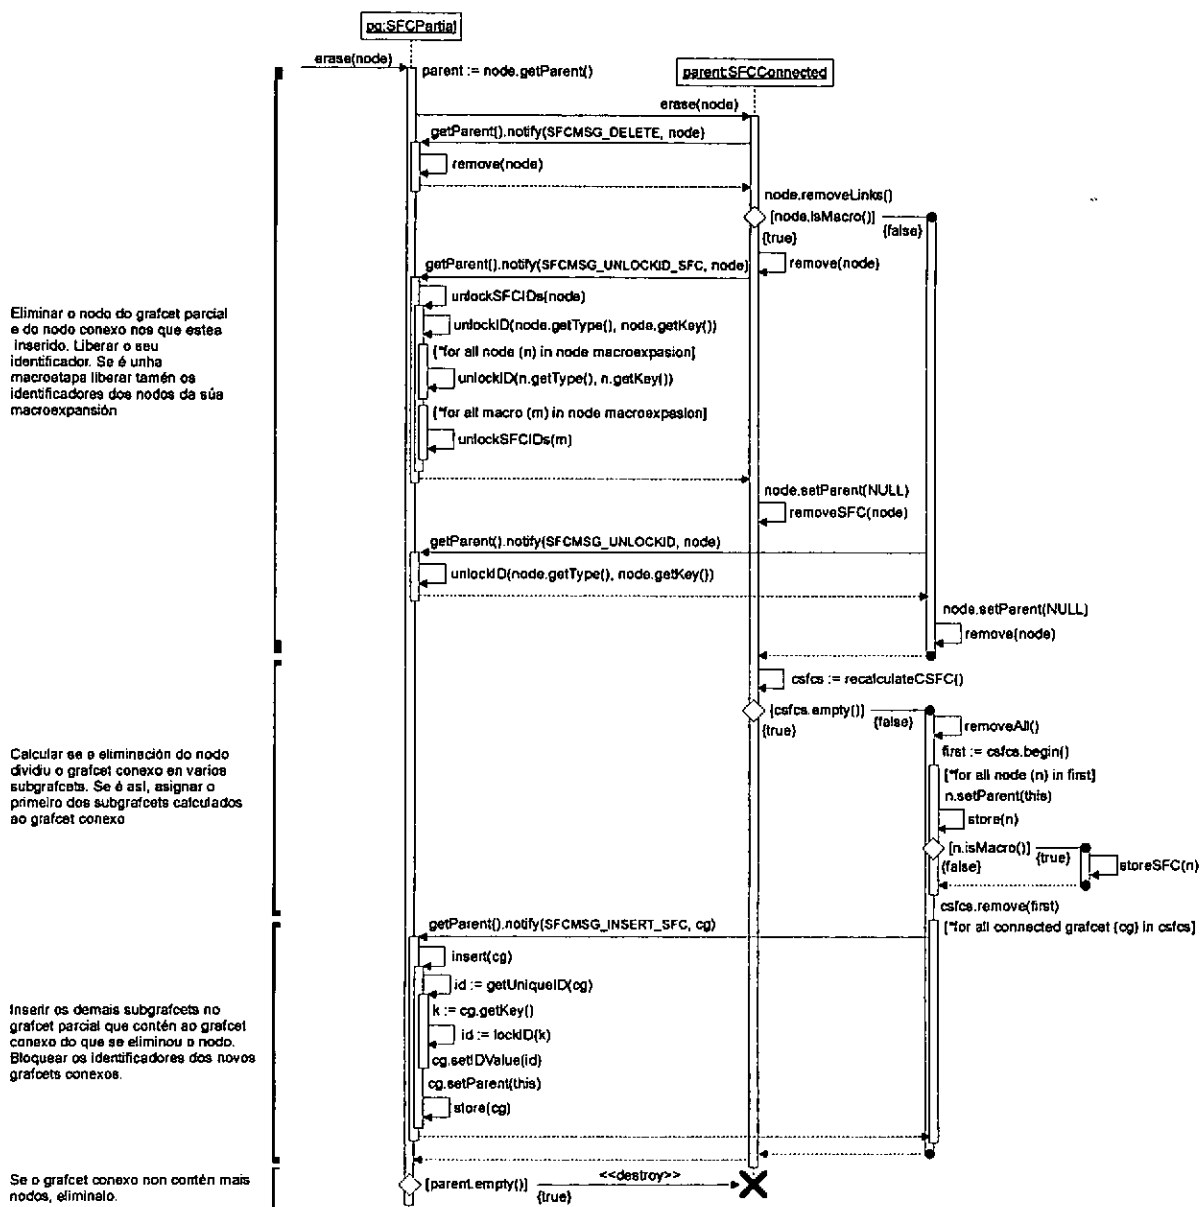 pg:SFCPartial
erase(node)
parent := node.getParent()
parent:SFCConnected
erase(node)
getParent().notify(SFCMSG_DELETE, node)
remove(node)
node.removeLinks()
[node.isMacro()]
{false}
{true}
remove(node)
getParent().notify(SFCMSG_UNLOCKID_SFC, node)
unlockSFCIDs(node)
unlockID(node.getType(), node.getKey())
[*for all node (n) in node macroexpasion]
unlockID(n.getType(), n.getKey())
[*for all macro (m) in node macroexpasion]
unlockSFCIDs(m)
Eliminar o nodo do grafcet parcial
e do nodo conexo nos que estea
inserido. Liberar o seu
identificador. Se é unha
macroetapa liberar tamén os
identificadores dos nodos da súa
macroexpansión
node.setParent(NULL)
removeSFC(node)
getParent().notify(SFCMSG_UNLOCKID, node)
unlockID(node.getType(), node.getKey())
node.setParent(NULL)
remove(node)
csfcs := recalculateCSFC()
[csfcs.empty()]
{false}
{true}
removeAll()
first := csfcs.begin()
[*for all node (n) in first]
n.setParent(this)
store(n)
[n.isMacro()]
{true}
{false}
storeSFC(n)
Calcular se a eliminación do nodo
dividiu o grafcet conexo en varios
subgrafcets. Se é así, asignar o
primeiro dos subgrafcets calculados
ao grafcet conexo
csfcs.remove(first)
getParent().notify(SFCMSG_INSERT_SFC, cg)
[*for all connected grafcet (cg) in csfcs]
insert(cg)
id := getUniqueID(cg)
k := cg.getKey()
id := lockID(k)
cg.setIDValue(id)
cg.setParent(this)
store(cg)
Inserir os demais subgrafcets no
grafcet parcial que contén ao grafcet
conexo do que se eliminou o nodo.
Bloquear os identificadores dos novos
grafcets conexos.
Se o grafcet conexo non contén mais
nodos, eliminalo.
[parent.empty()]
{true}
<<destroy>>